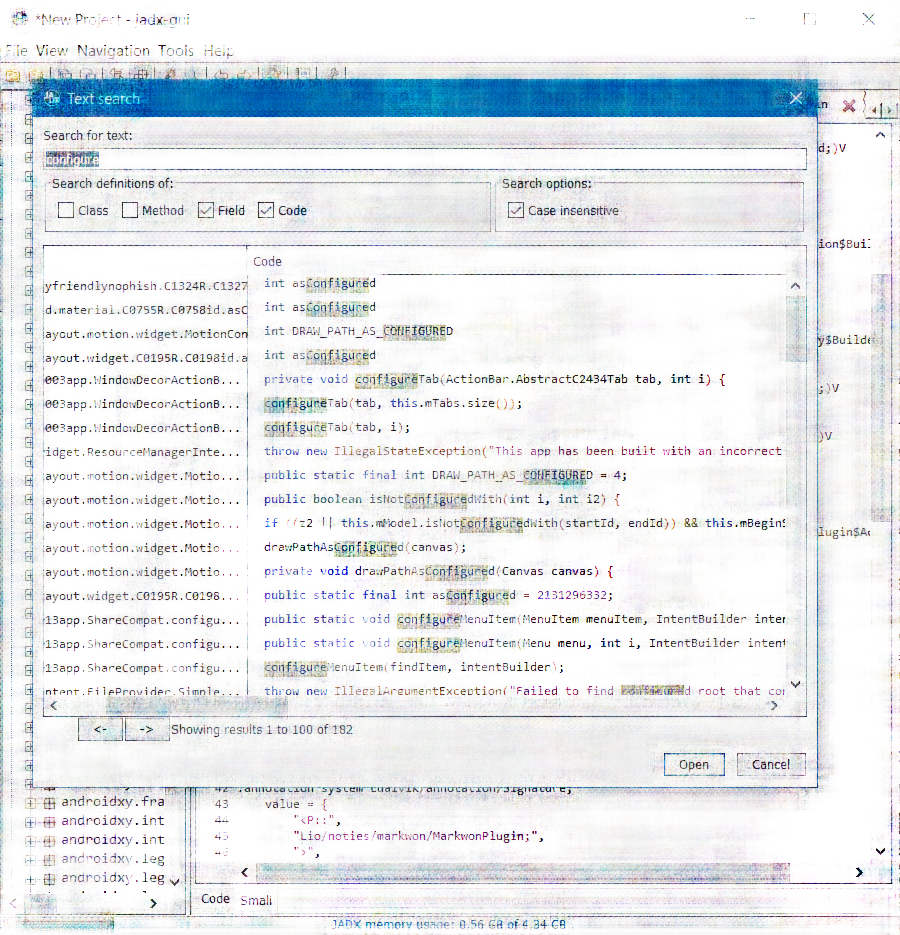 *New Project - jadx-gui
File View Navigation Tools Help
Text search
Search for text:
configure
Search definitions of:
Search options:
Class Method Field Code
Case insensitive
Code
yfriendlynophish.C1324R.C1327 int asConfigured
d.material.C0755R.C0758id.asC int asConfigured
ayout.motion.widget.MotionCon int DRAW_PATH_AS_CONFIGURED
ayout.widget.C0195R.C0198id.a int asConfigured
003app.WindowDecorActionB... private void configureTab(ActionBar.AbstractC2434Tab tab, int i) {
003app.WindowDecorActionB... configureTab(tab, this.mTabs.size());
003app.WindowDecorActionB... configureTab(tab, i);
idget.ResourceManagerInte... throw new IllegalStateException("This app has been built with an incorrect
ayout.motion.widget.Motio... public static final int DRAW_PATH_AS_CONFIGURED = 4;
ayout.motion.widget.Motio... public boolean isNotConfiguredWith(int i, int i2) {
ayout.motion.widget.Motio... if (z2 || this.mModel.isNotConfiguredWith(startId, endId)) && this.mBeginS
ayout.motion.widget.Motio... drawPathAsConfigured(canvas);
ayout.motion.widget.Motio... private void drawPathAsConfigured(Canvas canvas) {
ayout.widget.C0195R.C0198... public static final int asConfigured = 2131296332;
13app.ShareCompat.configu... public static void configureMenuItem(MenuItem menuItem, IntentBuilder inten
13app.ShareCompat.configu... public static void configureMenuItem(Menu menu, int i, IntentBuilder intent
13app.ShareCompat.configu... configureMenuItem(findItem, intentBuilder);
ntent.FileProvider.Simple... throw new IllegalArgumentException("Failed to find configured root that con
<- -> Showing results 1 to 100 of 192
Open Cancel
d;)V
ion$Buil
y$Builde
;)V
)V
lugin$Ac
androidxy.fra
androidxy.int
androidxy.int
androidxy.leg
androidxy.leg
42 .annotation system Ldalvik/annotation/Signature;
43 value = {
44 "<P::",
45 "Lio/noties/markwon/MarkwonPlugin;",
46 ">",
Code Smali
JADX memory usage: 0.56 GB of 4.34 GB